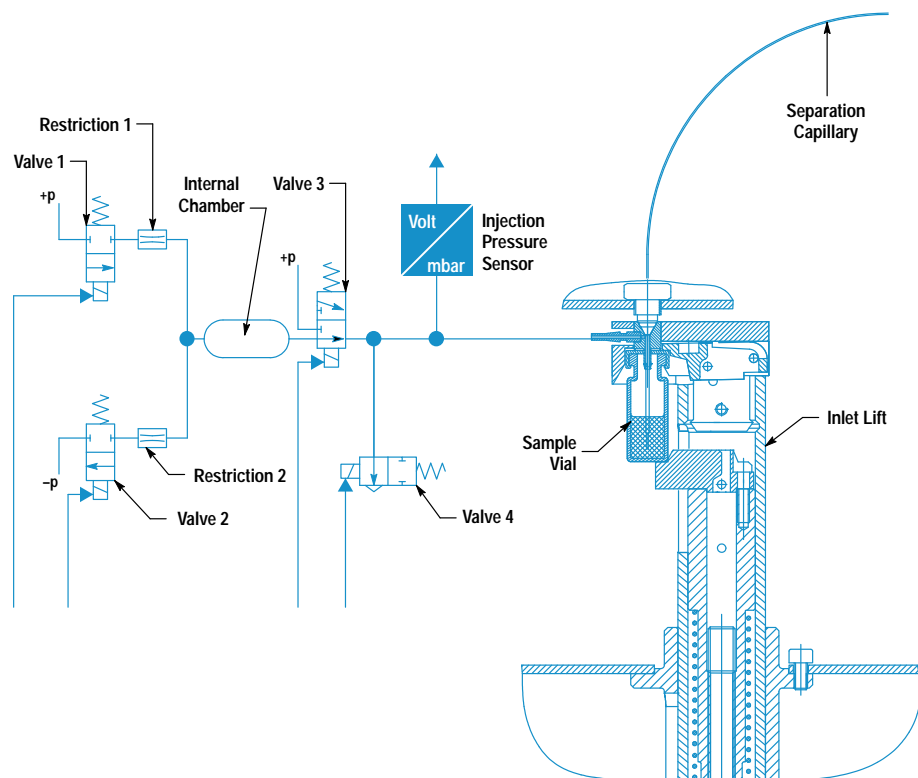 Separation
Capillary
Restriction 1
Valve 1
+p
Internal
Chamber
Valve 3
+p
Volt
mbar
Injection
Pressure
Sensor
Inlet Lift
Sample
Vial
–p
Restriction 2
Valve 2
Valve 4